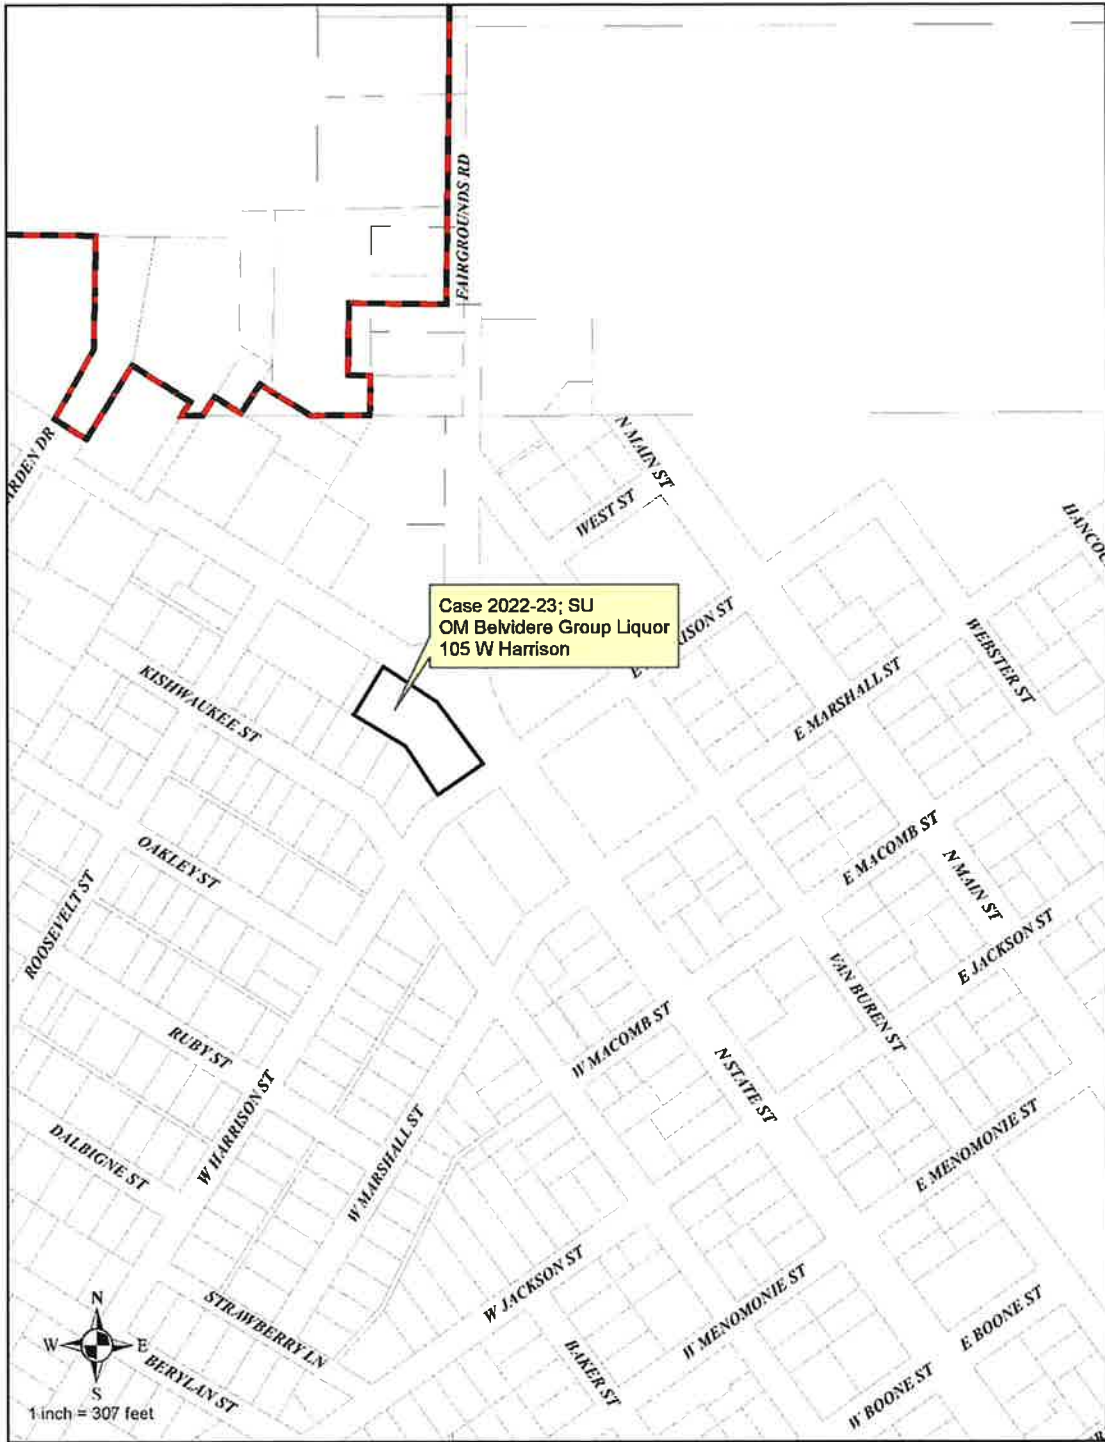 FAIRGROUNDS RD
N MAIN ST
WEST ST
Case 2022-23; SU
OM Belvidere Group Liquor
105 W Harrison
WEBSTER ST
E MARSHALL ST
KISHWAUKEE ST
OAKLEY ST
E MACOMB ST
N MAIN ST
ROOSEVELT ST
E JACKSON ST
VAN BUREN ST
RUBY ST
W MACOMB ST
N STATE ST
W HARRISON ST
DALBIGNE ST
W MARSHALL ST
E MENOMONIE ST
W JACKSON ST
STRAWBERRY LN
W MENOMONIE ST
E BOONE ST
BAKER ST
BERYLAN ST
W BOONE ST
N
W E
S
1 inch = 307 feet